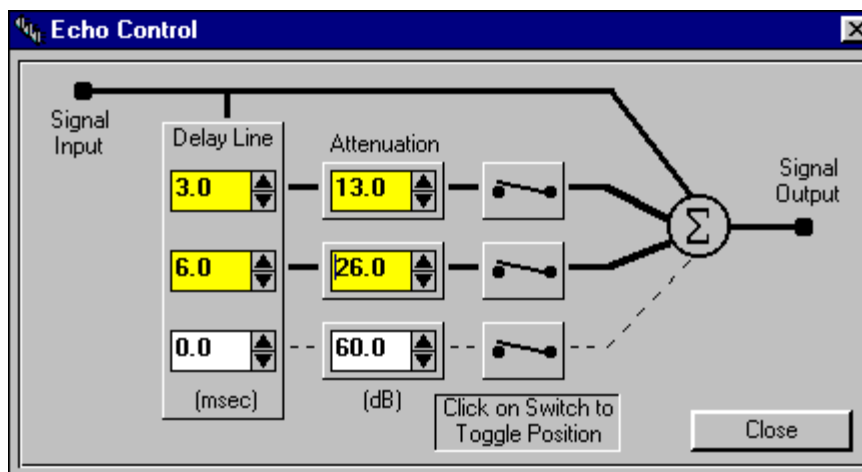 Echo Control
Signal
Input
Delay Line
Attenuation
Signal
Output
3.0
13.0
Σ
6.0
26.0
0.0
60.0
(msec)
(dB)
Click on Switch to
Toggle Position
Close